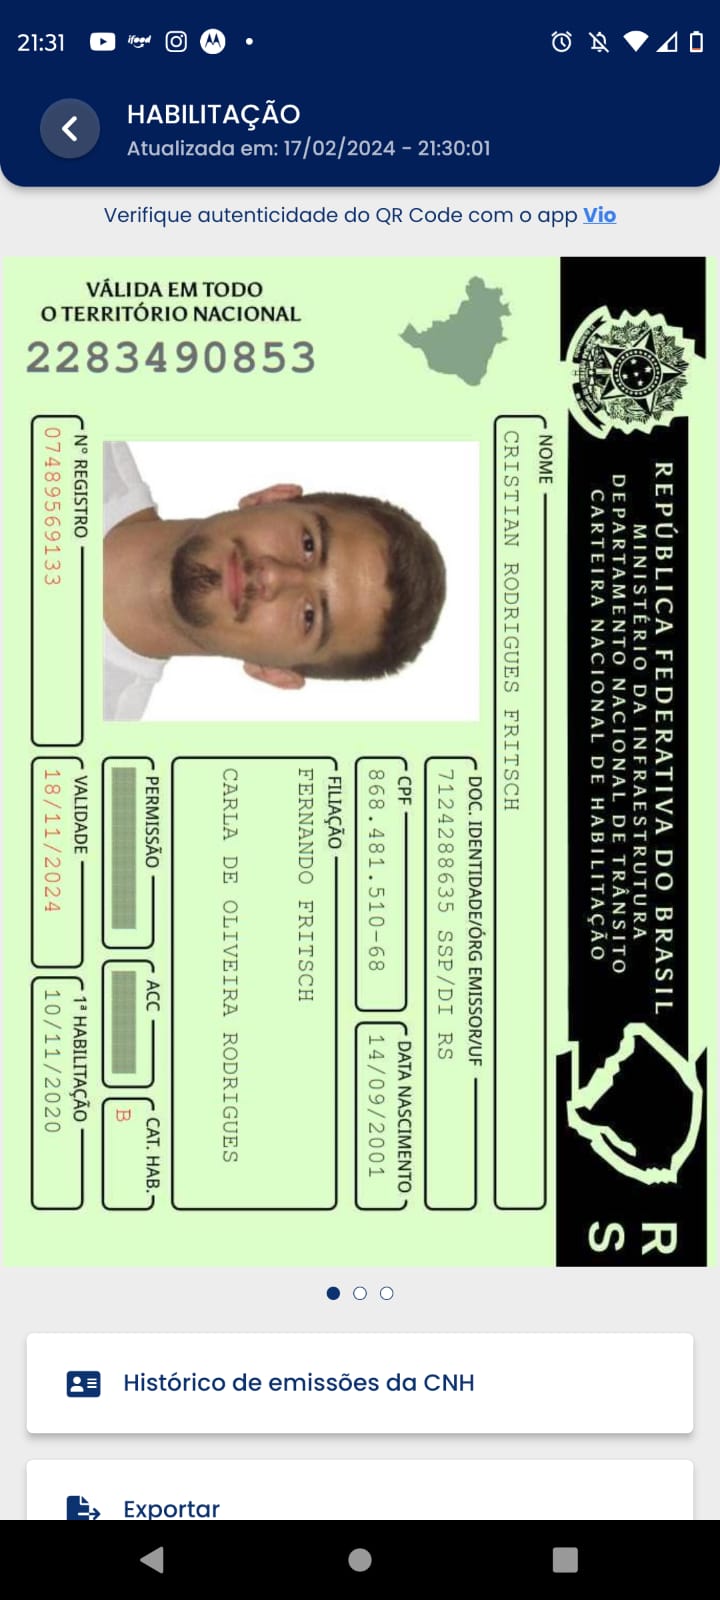 21:31
HABILITAÇÃO
Atualizada em: 17/02/2024 - 21:30:01
Verifique autenticidade do QR Code com o app Vio
VÁLIDA EM TODO
O TERRITÓRIO NACIONAL
2283490853
REPÚBLICA FEDERATIVA DO BRASIL
MINISTÉRIO DA INFRAESTRUTURA
DEPARTAMENTO NACIONAL DE TRÂNSITO
CARTEIRA NACIONAL DE HABILITAÇÃO
RS
NOME
CRISTIAN RODRIGUES FRITSCH
DOC. IDENTIDADE/ÓRG EMISSOR/UF
7124288635 SSP/DI RS
CPF
868.481.510-68
DATA NASCIMENTO
14/09/2001
FILIAÇÃO
FERNANDO FRITSCH
CARLA DE OLIVEIRA RODRIGUES
PERMISSÃO
ACC
CAT. HAB.
B
Nº REGISTRO
07489569133
VALIDADE
18/11/2024
1ª HABILITAÇÃO
10/11/2020
Histórico de emissões da CNH
Exportar